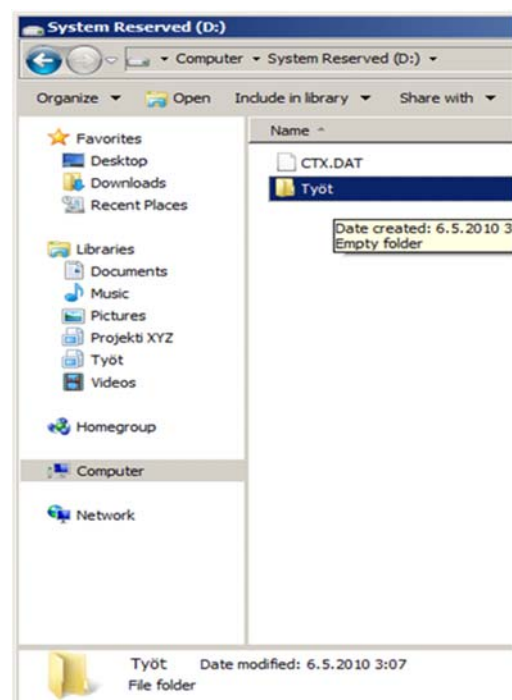 System Reserved (D:)
Computer System Reserved (D:)
Organize Open Include in library Share with
Favorites
Desktop
Downloads
Recent Places
Libraries
Documents
Music
Pictures
Projekti XYZ
Työt
Videos
Homegroup
Computer
Network
Name
CTX.DAT
Työt
Date created: 6.5.2010 3
Empty folder
Työt Date modified: 6.5.2010 3:07
File folder